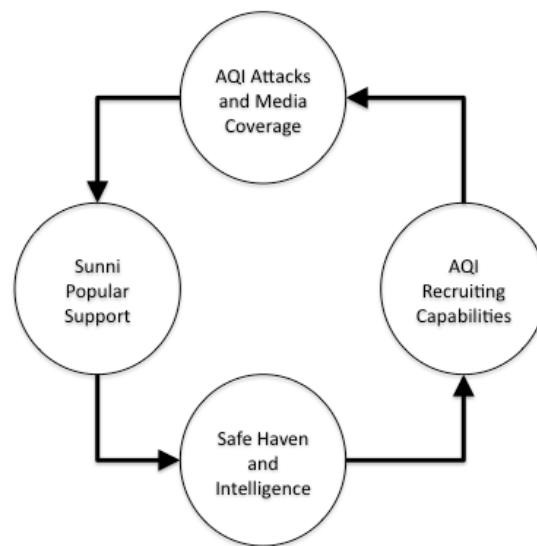 AQI Attacks
and Media
Coverage
Sunni
Popular
Support
AQI
Recruiting
Capabilities
Safe Haven
and
Intelligence